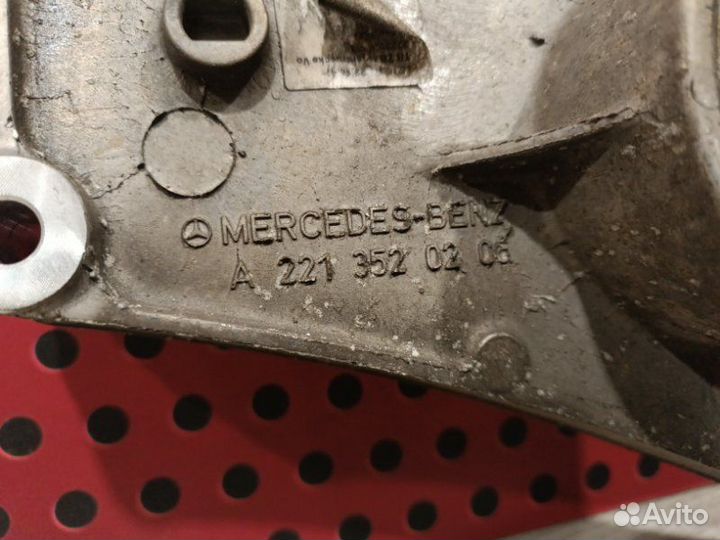 MERCEDES-BENZ
A 221 352 02 06
Avito